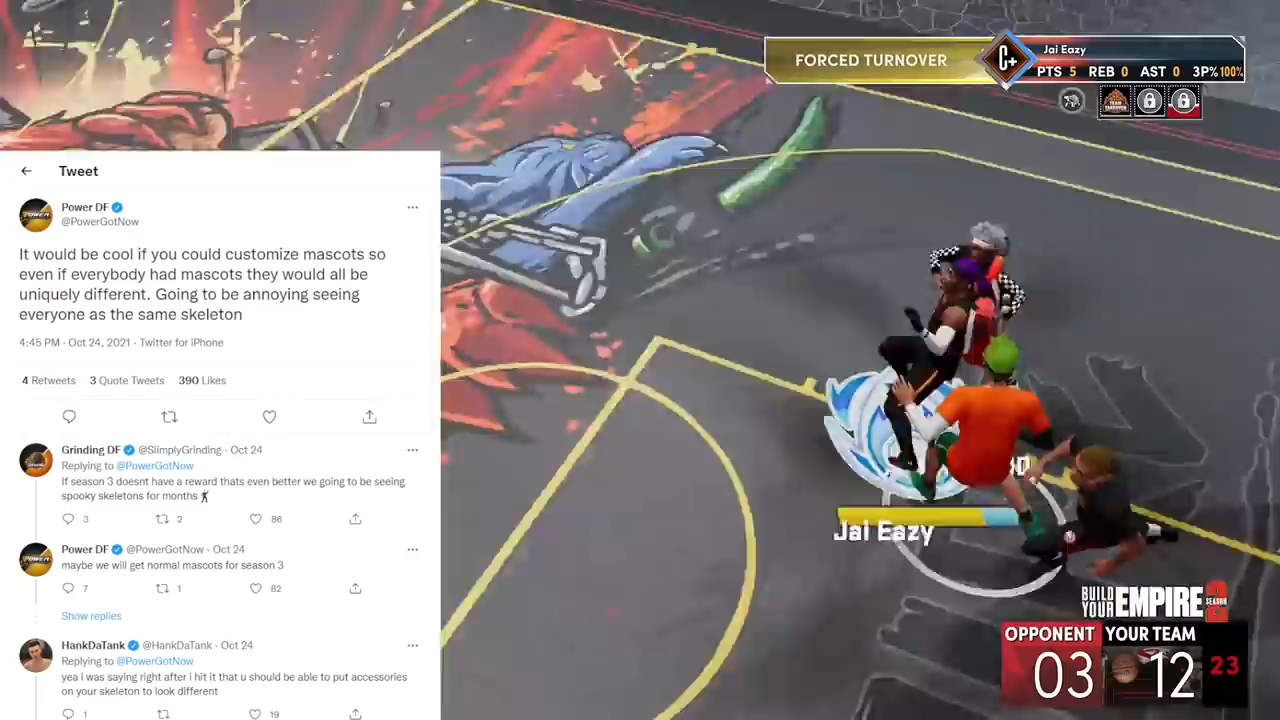 FORCED TURNOVER
C+
Jai Eazy
PTS 5 REB 0 AST 0 3P% 100%
Tweet
Power DF
@PowerGotNow
It would be cool if you could customize mascots so
even if everybody had mascots they would all be
uniquely different. Going to be annoying seeing
everyone as the same skeleton
4:45 PM · Oct 24, 2021 · Twitter for iPhone
4 Retweets 3 Quote Tweets 390 Likes
Grinding DF @SlimplyGrinding · Oct 24
Replying to @PowerGotNow
If season 3 doesnt have a reward thats even better we going to be seeing
spooky skeletons for months
3 2 86
Power DF @PowerGotNow · Oct 24
maybe we will get normal mascots for season 3
7 1 82
Show replies
HankDaTank @HankDaTank · Oct 24
Replying to @PowerGotNow
yea i was saying right after i hit it that u should be able to put accessories
on your skeleton to look different
1 19
Jai Eazy
BUILD YOUR EMPIRE SEASON 2
OPPONENT YOUR TEAM
03 12 23